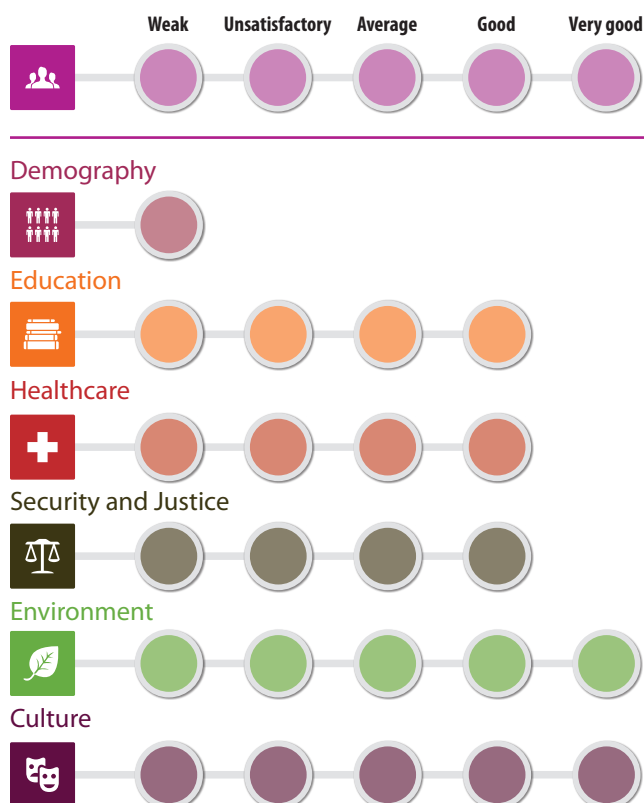 Weak Unsatisfactory Average Good Very good
Demography
Education
Healthcare
Security and Justice
Environment
Culture